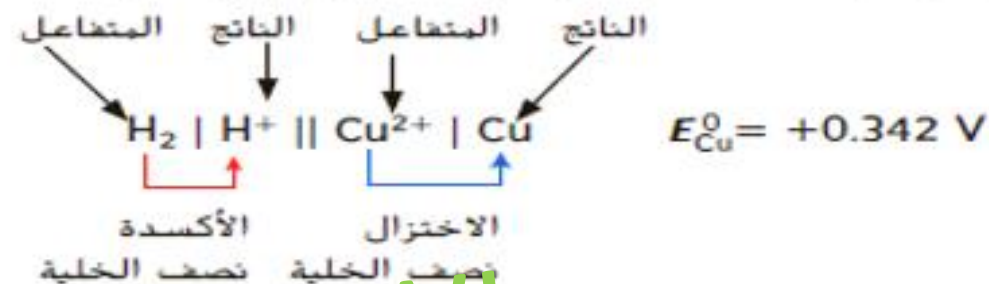 المتفاعل الناتج المتفاعل الناتج
H₂ | H⁺ || Cu²⁺ | Cu E⁰Cu = +0.342 V
الأكسدة الاختزال
نصف الخلية نصف الخلية